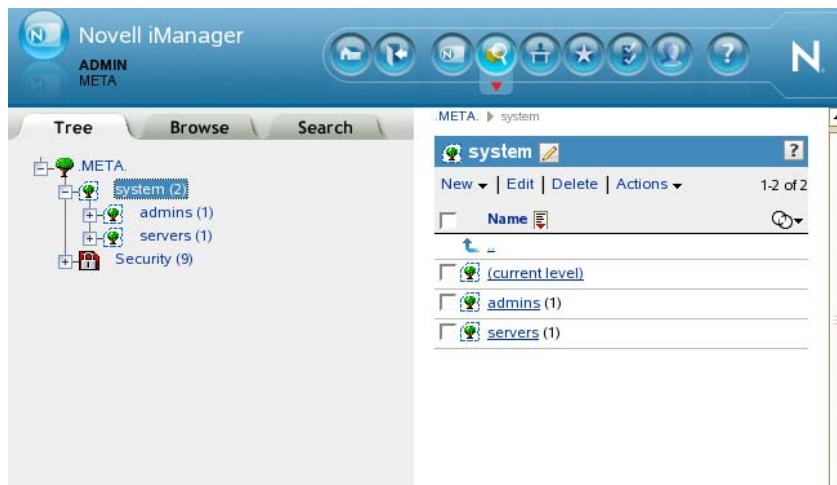 N
Novell iManager
ADMIN
META
?
N
Tree Browse Search
.META.
system (2)
admins (1)
servers (1)
Security (9)
.META. system
system ?
New | Edit | Delete | Actions 1-2 of 2
Name
..
(current level)
admins (1)
servers (1)